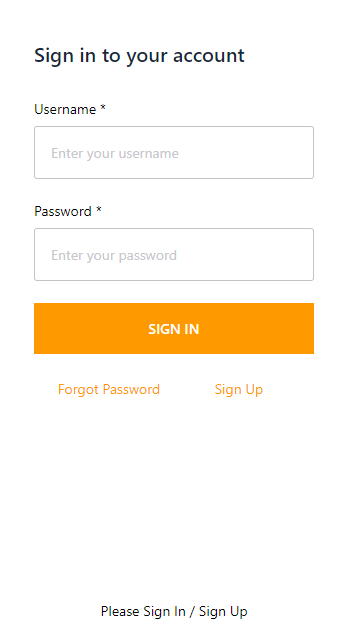 Sign in to your account
Username *
Enter your username
Password *
Enter your password
SIGN IN
Forgot Password Sign Up
Please Sign In / Sign Up